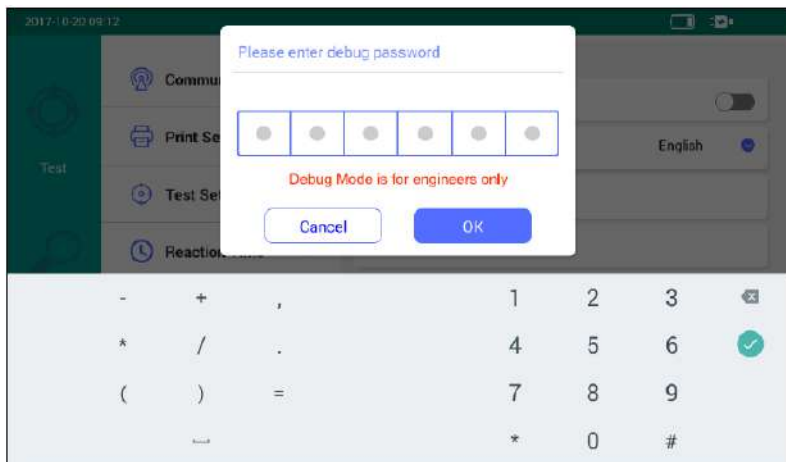 2017-10-20 09:12
Please enter debug password
Commu
Print Se
English
Test
Debug Mode is for engineers only
Test Set
Cancel
OK
Reaction
- + , 1 2 3
* / . 4 5 6
( ) = 7 8 9
* 0 #